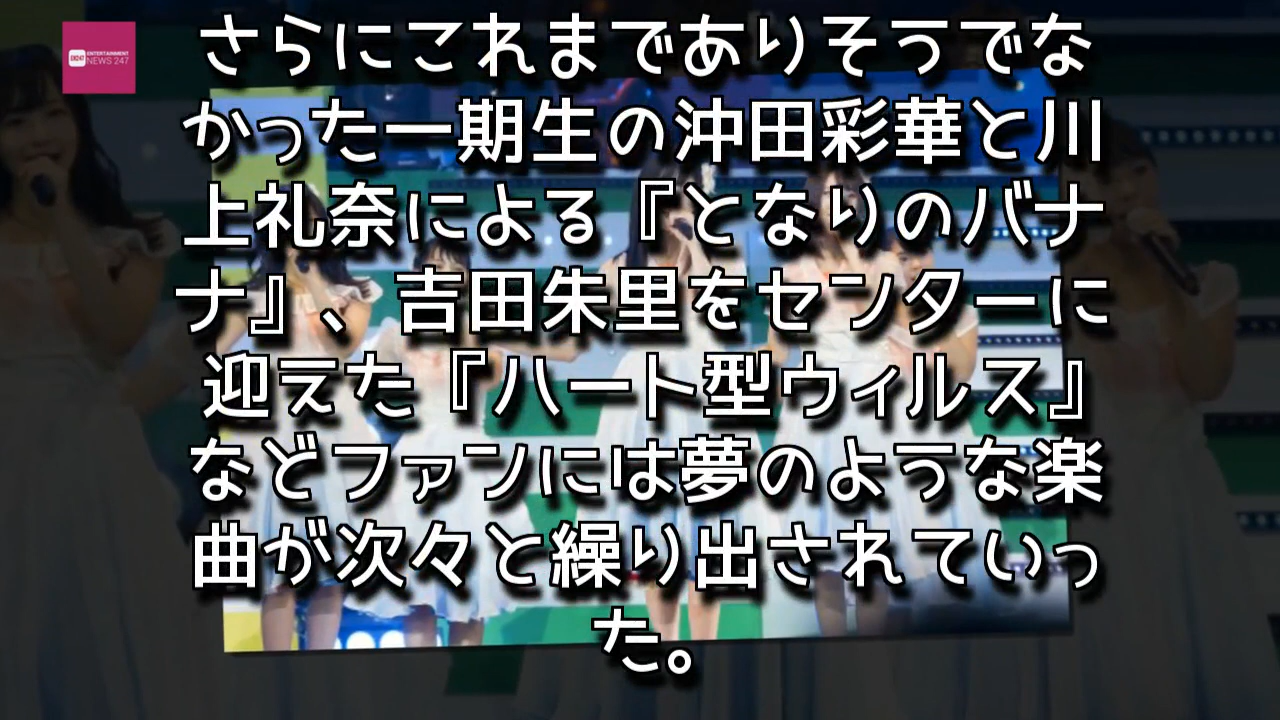 EN247
ENTERTAINMENT
NEWS 247
さらにこれまでありそうでな
かった一期生の沖田彩華と川
上礼奈による『となりのバナ
ナ』、吉田朱里をセンターに
迎えた『ハート型ウィルス』
などファンには夢のような楽
曲が次々と繰り出されていっ
た。